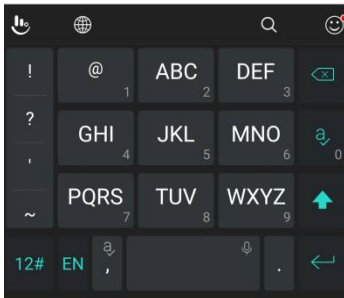 ! @ 1 ABC 2 DEF 3
? GHI 4 JKL 5 MNO 6 a 0
' PQRS 7 TUV 8 WXYZ 9
~
12# EN a , .